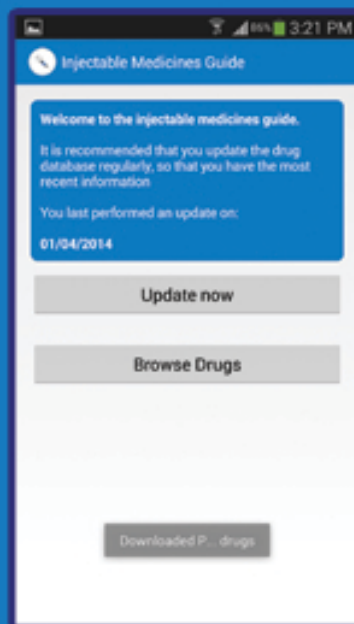 86% 3:21 PM
Injectable Medicines Guide
Welcome to the injectable medicines guide.
It is recommended that you update the drug
database regularly, so that you have the most
recent information
You last performed an update on:
01/04/2014
Update now
Browse Drugs
Downloaded P... drugs